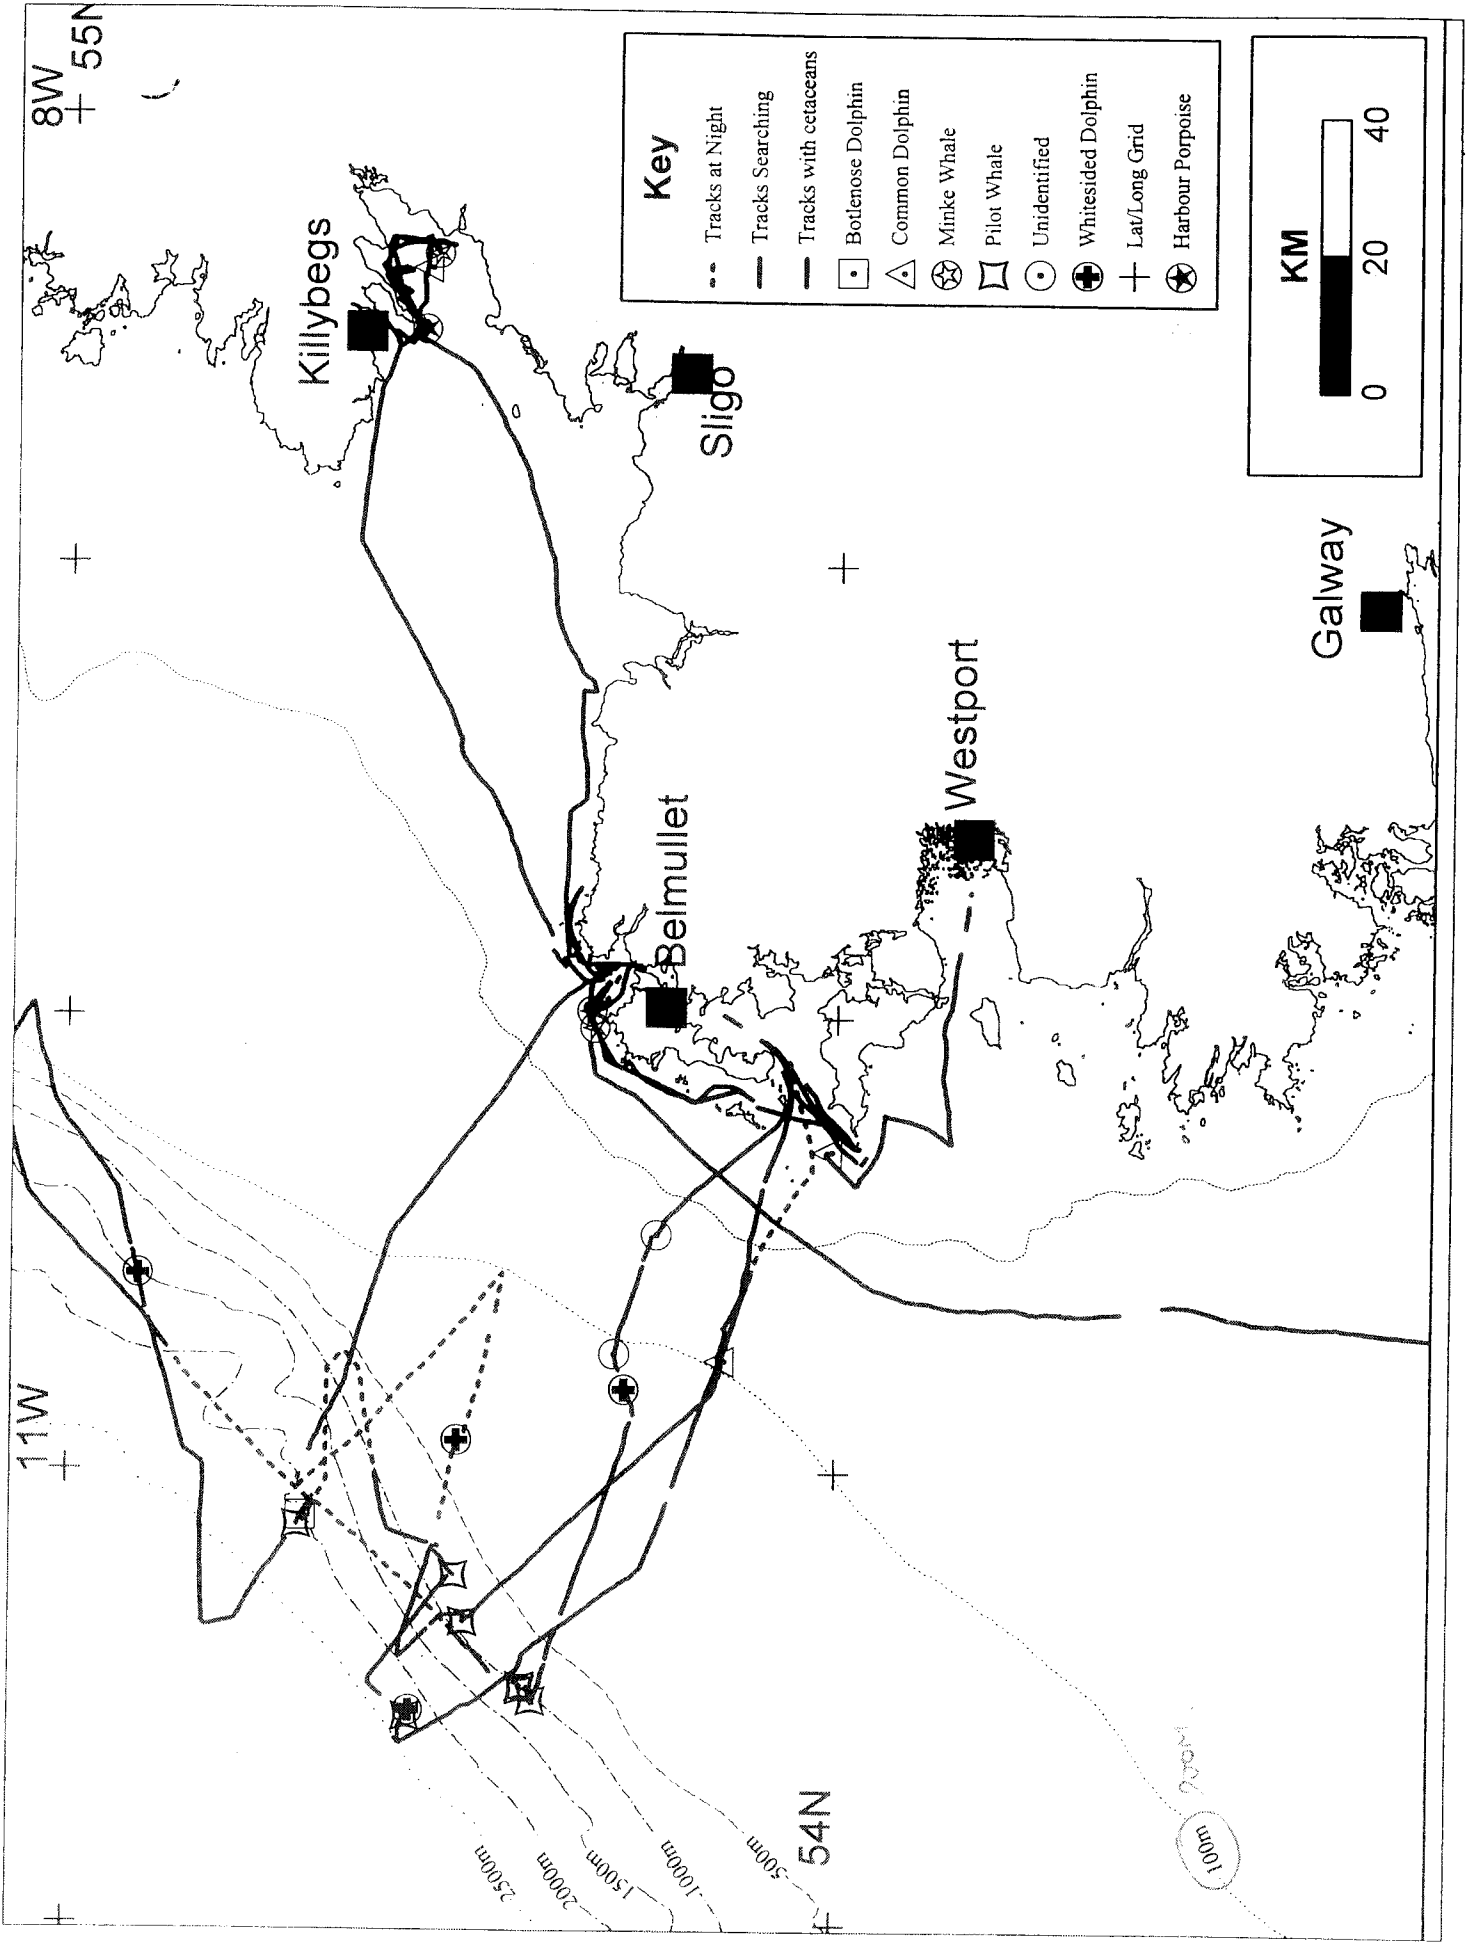 8W
55N
Killybegs
Sligo
11W
Belmullet
Westport
Galway
54N
2500m
2000m
1500m
1000m
500m
100m
200M
Key
Tracks at Night
Tracks Searching
Tracks with cetaceans
Botlenose Dolphin
Common Dolphin
Minke Whale
Pilot Whale
Unidentified
Whitesided Dolphin
Lat/Long Grid
Harbour Porpoise
KM
0 20 40